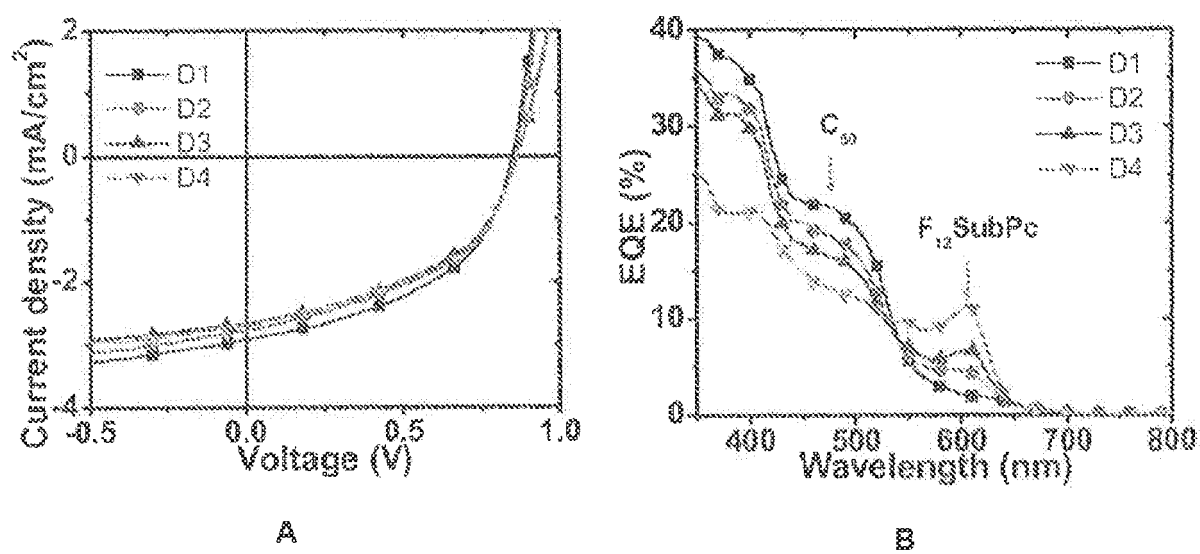 Current density (mA/cm²)
2
0
-2
-4
-0.5
0.0
0.5
1.0
Voltage (V)
D1
D2
D3
D4
A
EQE (%)
40
30
20
10
0
400
500
600
700
800
Wavelength (nm)
D1
D2
D3
D4
C₆₀
F₁₂SubPc
B